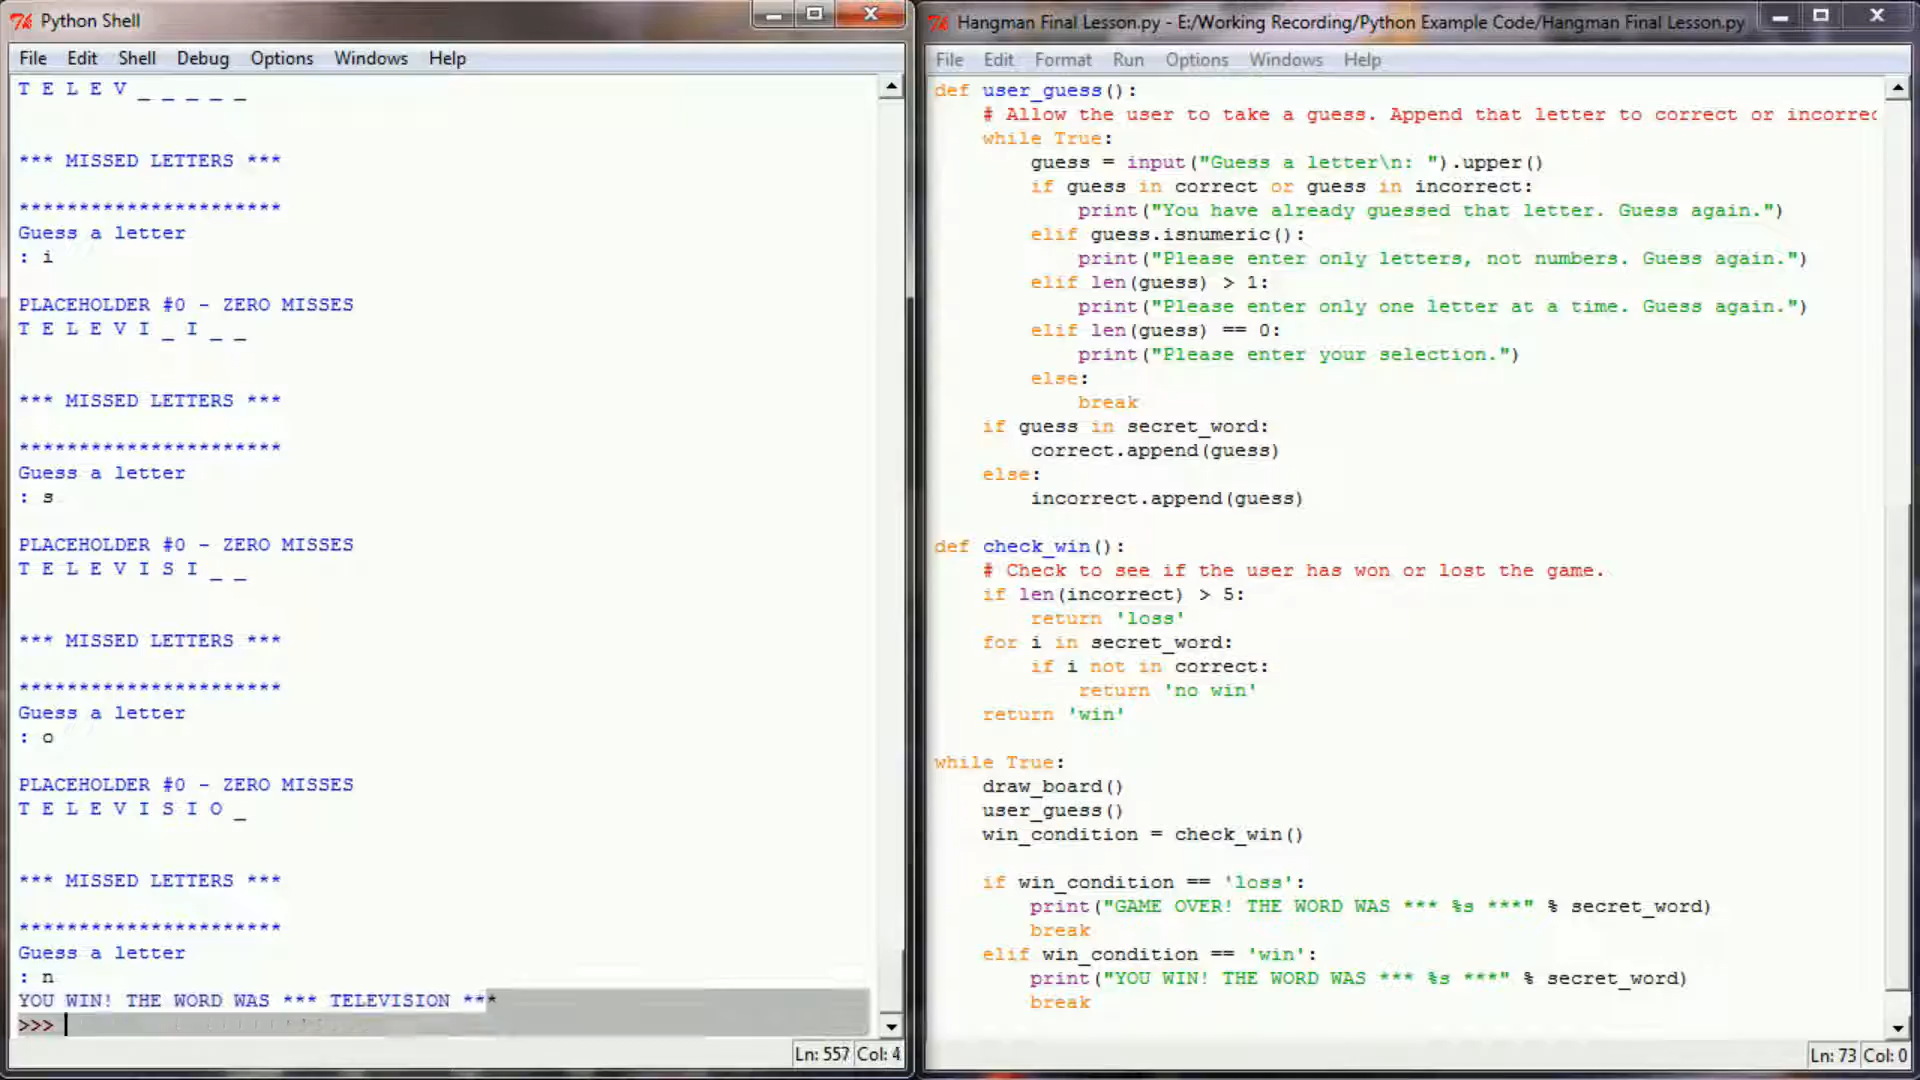 Python Shell
File Edit Shell Debug Options Windows Help
T E L E V _ _ _ _ _
*** MISSED LETTERS ***
**********************
Guess a letter
: i
PLACEHOLDER #0 - ZERO MISSES
T E L E V I _ I _ _
*** MISSED LETTERS ***
**********************
Guess a letter
: s
PLACEHOLDER #0 - ZERO MISSES
T E L E V I S I _ _
*** MISSED LETTERS ***
**********************
Guess a letter
: o
PLACEHOLDER #0 - ZERO MISSES
T E L E V I S I O _
*** MISSED LETTERS ***
**********************
Guess a letter
: n
YOU WIN! THE WORD WAS *** TELEVISION ***
>>>
Ln: 557 Col: 4
Hangman Final Lesson.py - E:/Working Recording/Python Example Code/Hangman Final Lesson.py
File Edit Format Run Options Windows Help
def user_guess():
    # Allow the user to take a guess. Append that letter to correct or incorrec
    while True:
        guess = input("Guess a letter\n: ").upper()
        if guess in correct or guess in incorrect:
            print("You have already guessed that letter. Guess again.")
        elif guess.isnumeric():
            print("Please enter only letters, not numbers. Guess again.")
        elif len(guess) > 1:
            print("Please enter only one letter at a time. Guess again.")
        elif len(guess) == 0:
            print("Please enter your selection.")
        else:
            break
    if guess in secret_word:
        correct.append(guess)
    else:
        incorrect.append(guess)
def check_win():
    # Check to see if the user has won or lost the game.
    if len(incorrect) > 5:
        return 'loss'
    for i in secret_word:
        if i not in correct:
            return 'no win'
    return 'win'
while True:
    draw_board()
    user_guess()
    win_condition = check_win()
    if win_condition == 'loss':
        print("GAME OVER! THE WORD WAS *** %s ***" % secret_word)
        break
    elif win_condition == 'win':
        print("YOU WIN! THE WORD WAS *** %s ***" % secret_word)
        break
Ln: 73 Col: 0